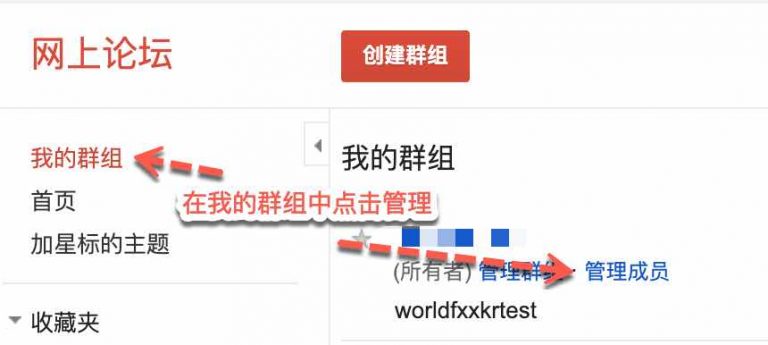 网上论坛
创建群组
我的群组
首页
加星标的主题
收藏夹
我的群组
在我的群组中点击管理
(所有者) 管理群组 · 管理成员
worldfxxkrtest